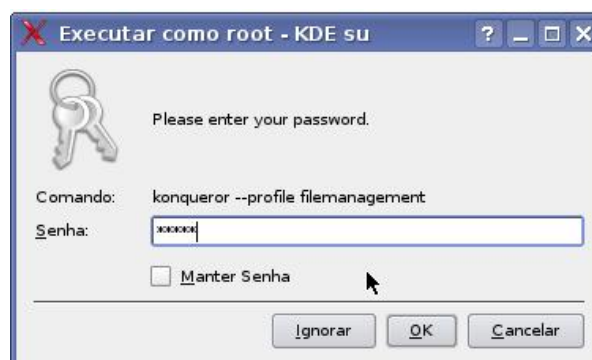 Executar como root - KDE su
?
Please enter your password.
Comando: konqueror --profile filemanagement
Senha: *****
Manter Senha
Ignorar OK Cancelar